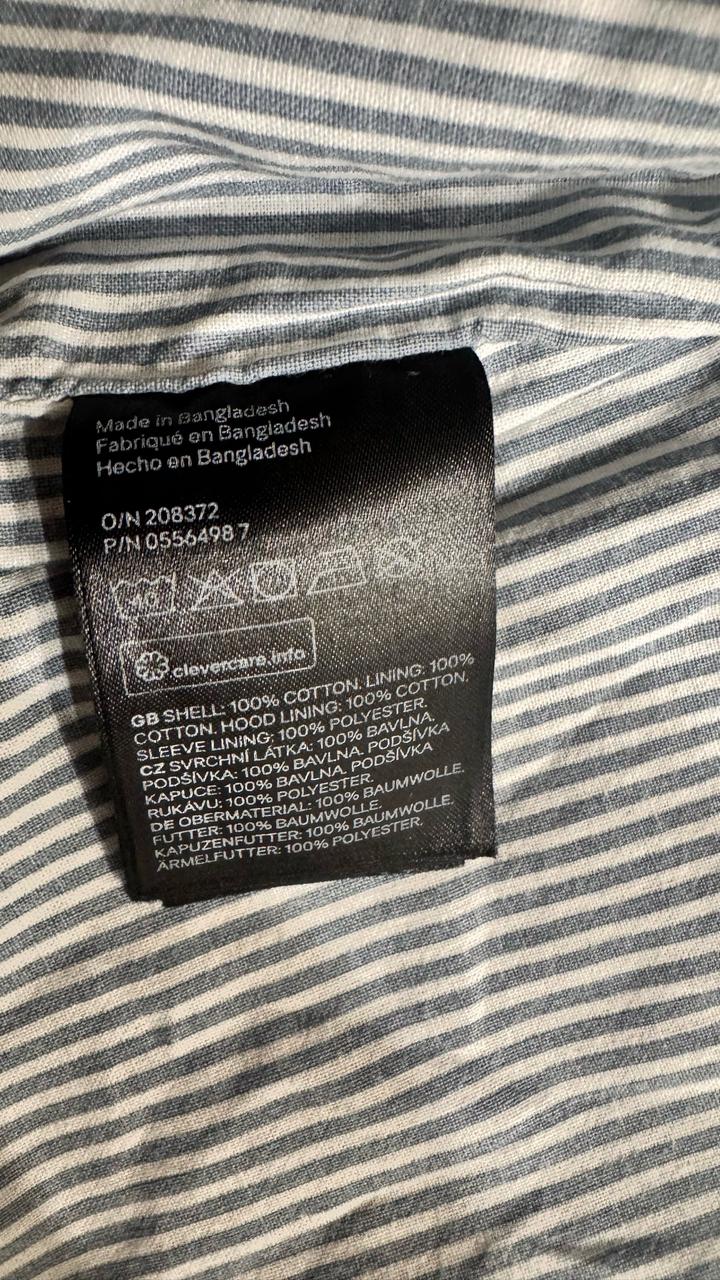 Made in Bangladesh
Fabriqué en Bangladesh
Hecho en Bangladesh
O/N 208372
P/N 0556498 7
40
clevercare.info
GB SHELL: 100% COTTON. LINING: 100%
COTTON. HOOD LINING: 100% COTTON.
SLEEVE LINING: 100% POLYESTER.
CZ SVRCHNÍ LÁTKA: 100% BAVLNA.
PODŠÍVKA: 100% BAVLNA. PODŠÍVKA
KAPUCE: 100% BAVLNA. PODŠÍVKA
RUKÁVU: 100% POLYESTER.
DE OBERMATERIAL: 100% BAUMWOLLE.
FUTTER: 100% BAUMWOLLE.
KAPUZENFUTTER: 100% BAUMWOLLE.
ÄRMELFUTTER: 100% POLYESTER.